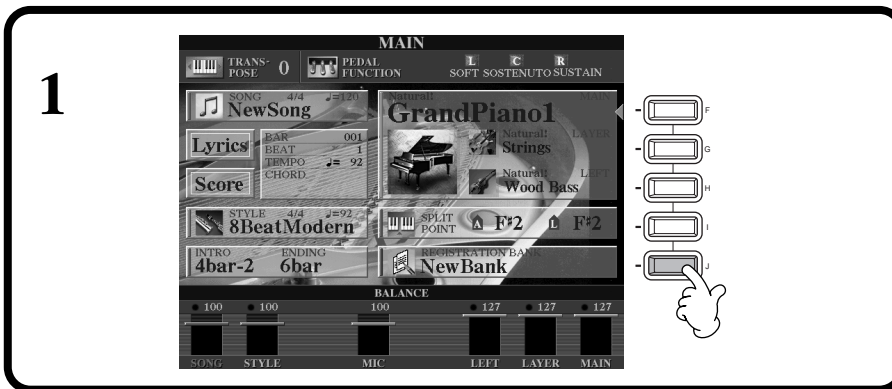 1
MAIN
TRANS- POSE 0 PEDAL FUNCTION
L C R
SOFT SOSTENUTO SUSTAIN
SONG 4/4 ♩=120
NewSong
Natural! MAIN
GrandPiano1
Lyrics
BAR 001
BEAT 1
TEMPO ♩= 92
CHORD
Score
Natural! LAYER
Strings
Natural! LEFT
Wood Bass
STYLE 4/4 ♩=92
8BeatModern
SPLIT POINT A F♯2 L F♯2
INTRO ENDING
4bar-2 6bar
REGISTRATION BANK
NewBank
BALANCE
100 100 100 127 127 127
SONG STYLE MIC LEFT LAYER MAIN
F
G
H
I
J